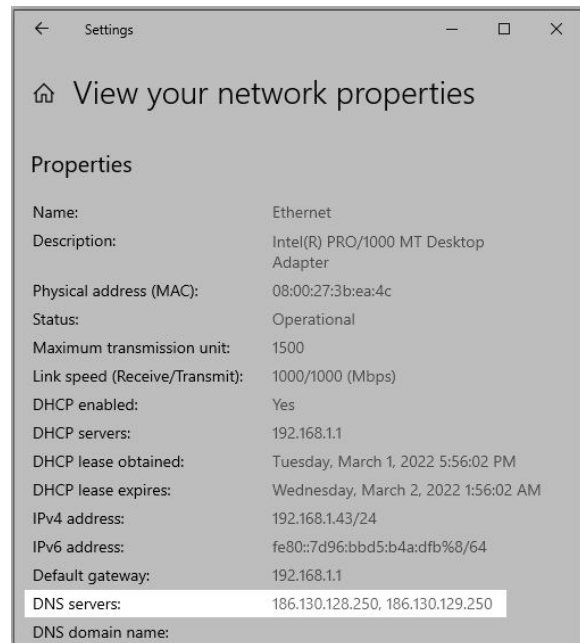 Settings
View your network properties
Properties
Name: Ethernet
Description: Intel(R) PRO/1000 MT Desktop
Adapter
Physical address (MAC): 08:00:27:3b:ea:4c
Status: Operational
Maximum transmission unit: 1500
Link speed (Receive/Transmit): 1000/1000 (Mbps)
DHCP enabled: Yes
DHCP servers: 192.168.1.1
DHCP lease obtained: Tuesday, March 1, 2022 5:56:02 PM
DHCP lease expires: Wednesday, March 2, 2022 1:56:02 AM
IPv4 address: 192.168.1.43/24
IPv6 address: fe80::7d96:bbd5:b4a:dfb%8/64
Default gateway: 192.168.1.1
DNS servers: 186.130.128.250, 186.130.129.250
DNS domain name: